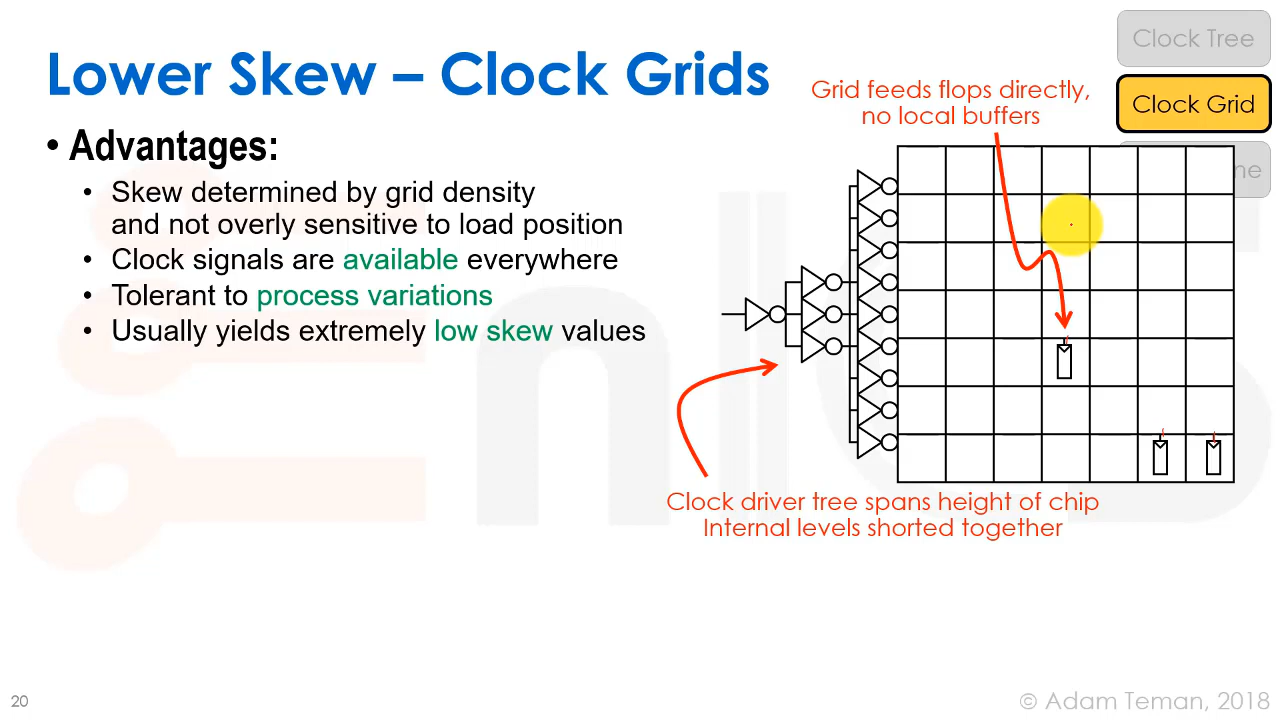 Lower Skew – Clock Grids
• Advantages:
• Skew determined by grid density
and not overly sensitive to load position
• Clock signals are available everywhere
• Tolerant to process variations
• Usually yields extremely low skew values
Grid feeds flops directly,
no local buffers
Clock Tree
Clock Grid
Clock driver tree spans height of chip
Internal levels shorted together
20
© Adam Teman, 2018